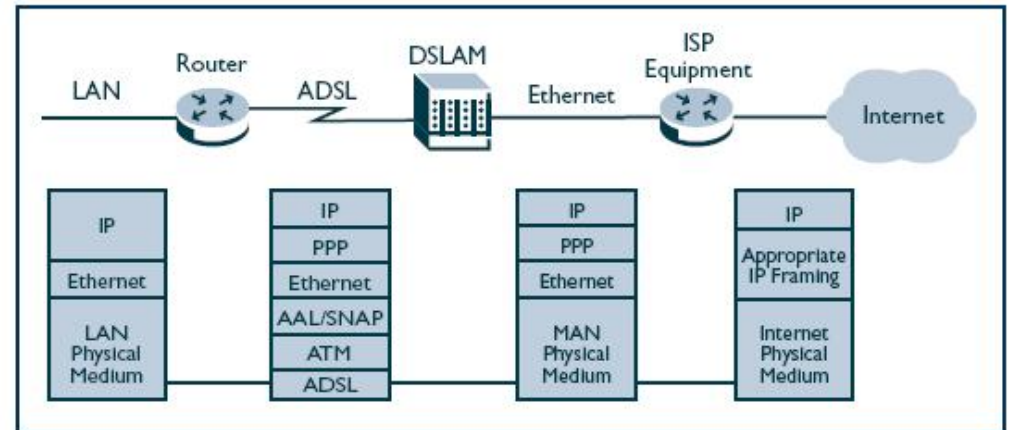 LAN
Router
ADSL
DSLAM
Ethernet
ISP
Equipment
Internet
IP
Ethernet
LAN
Physical
Medium
IP
PPP
Ethernet
AAL/SNAP
ATM
ADSL
IP
PPP
Ethernet
MAN
Physical
Medium
IP
Appropriate
IP Framing
Internet
Physical
Medium